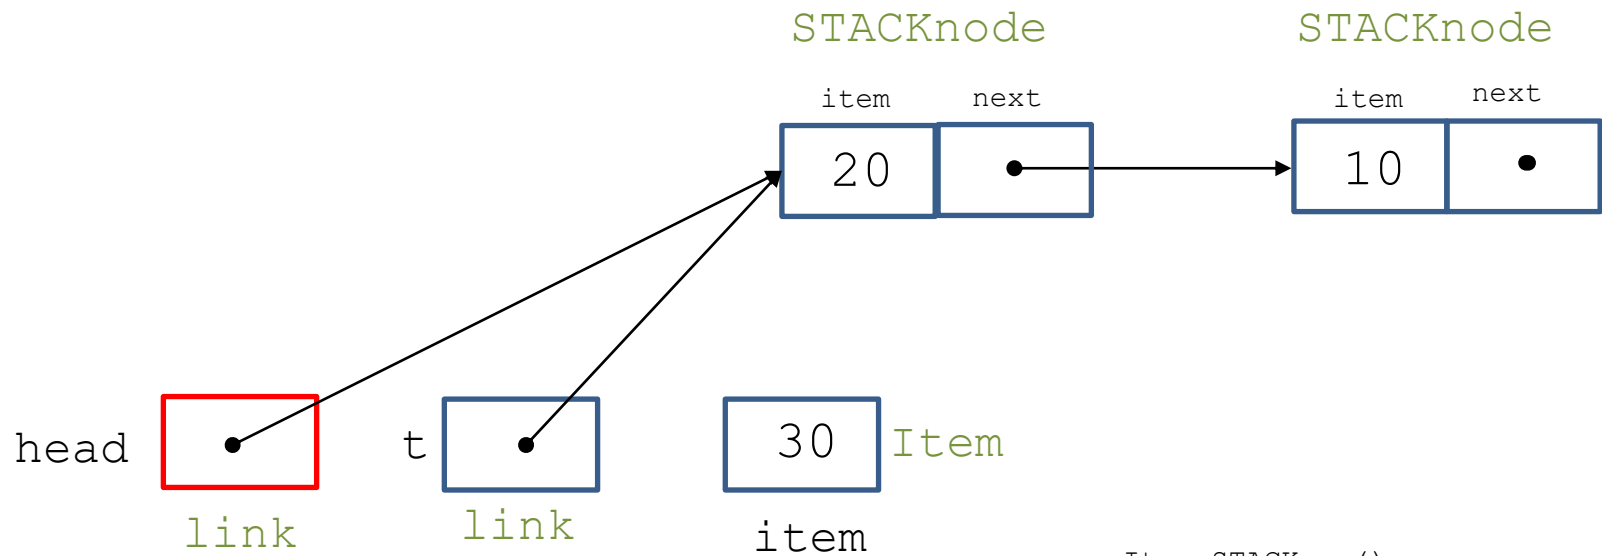 STACKnode STACKnode
item next item next
20 10
head t 30 Item
link link item